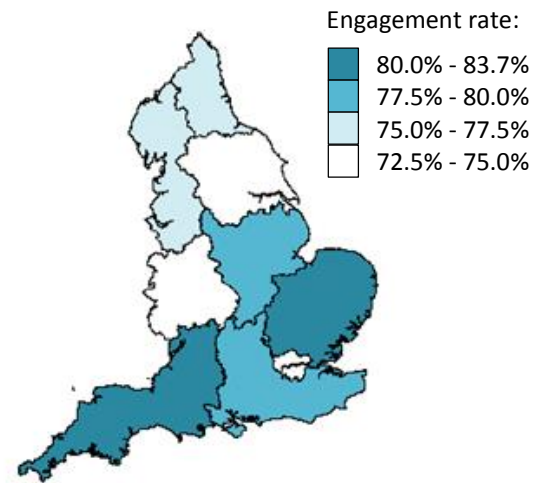 Engagement rate:
80.0% - 83.7%
77.5% - 80.0%
75.0% - 77.5%
72.5% - 75.0%